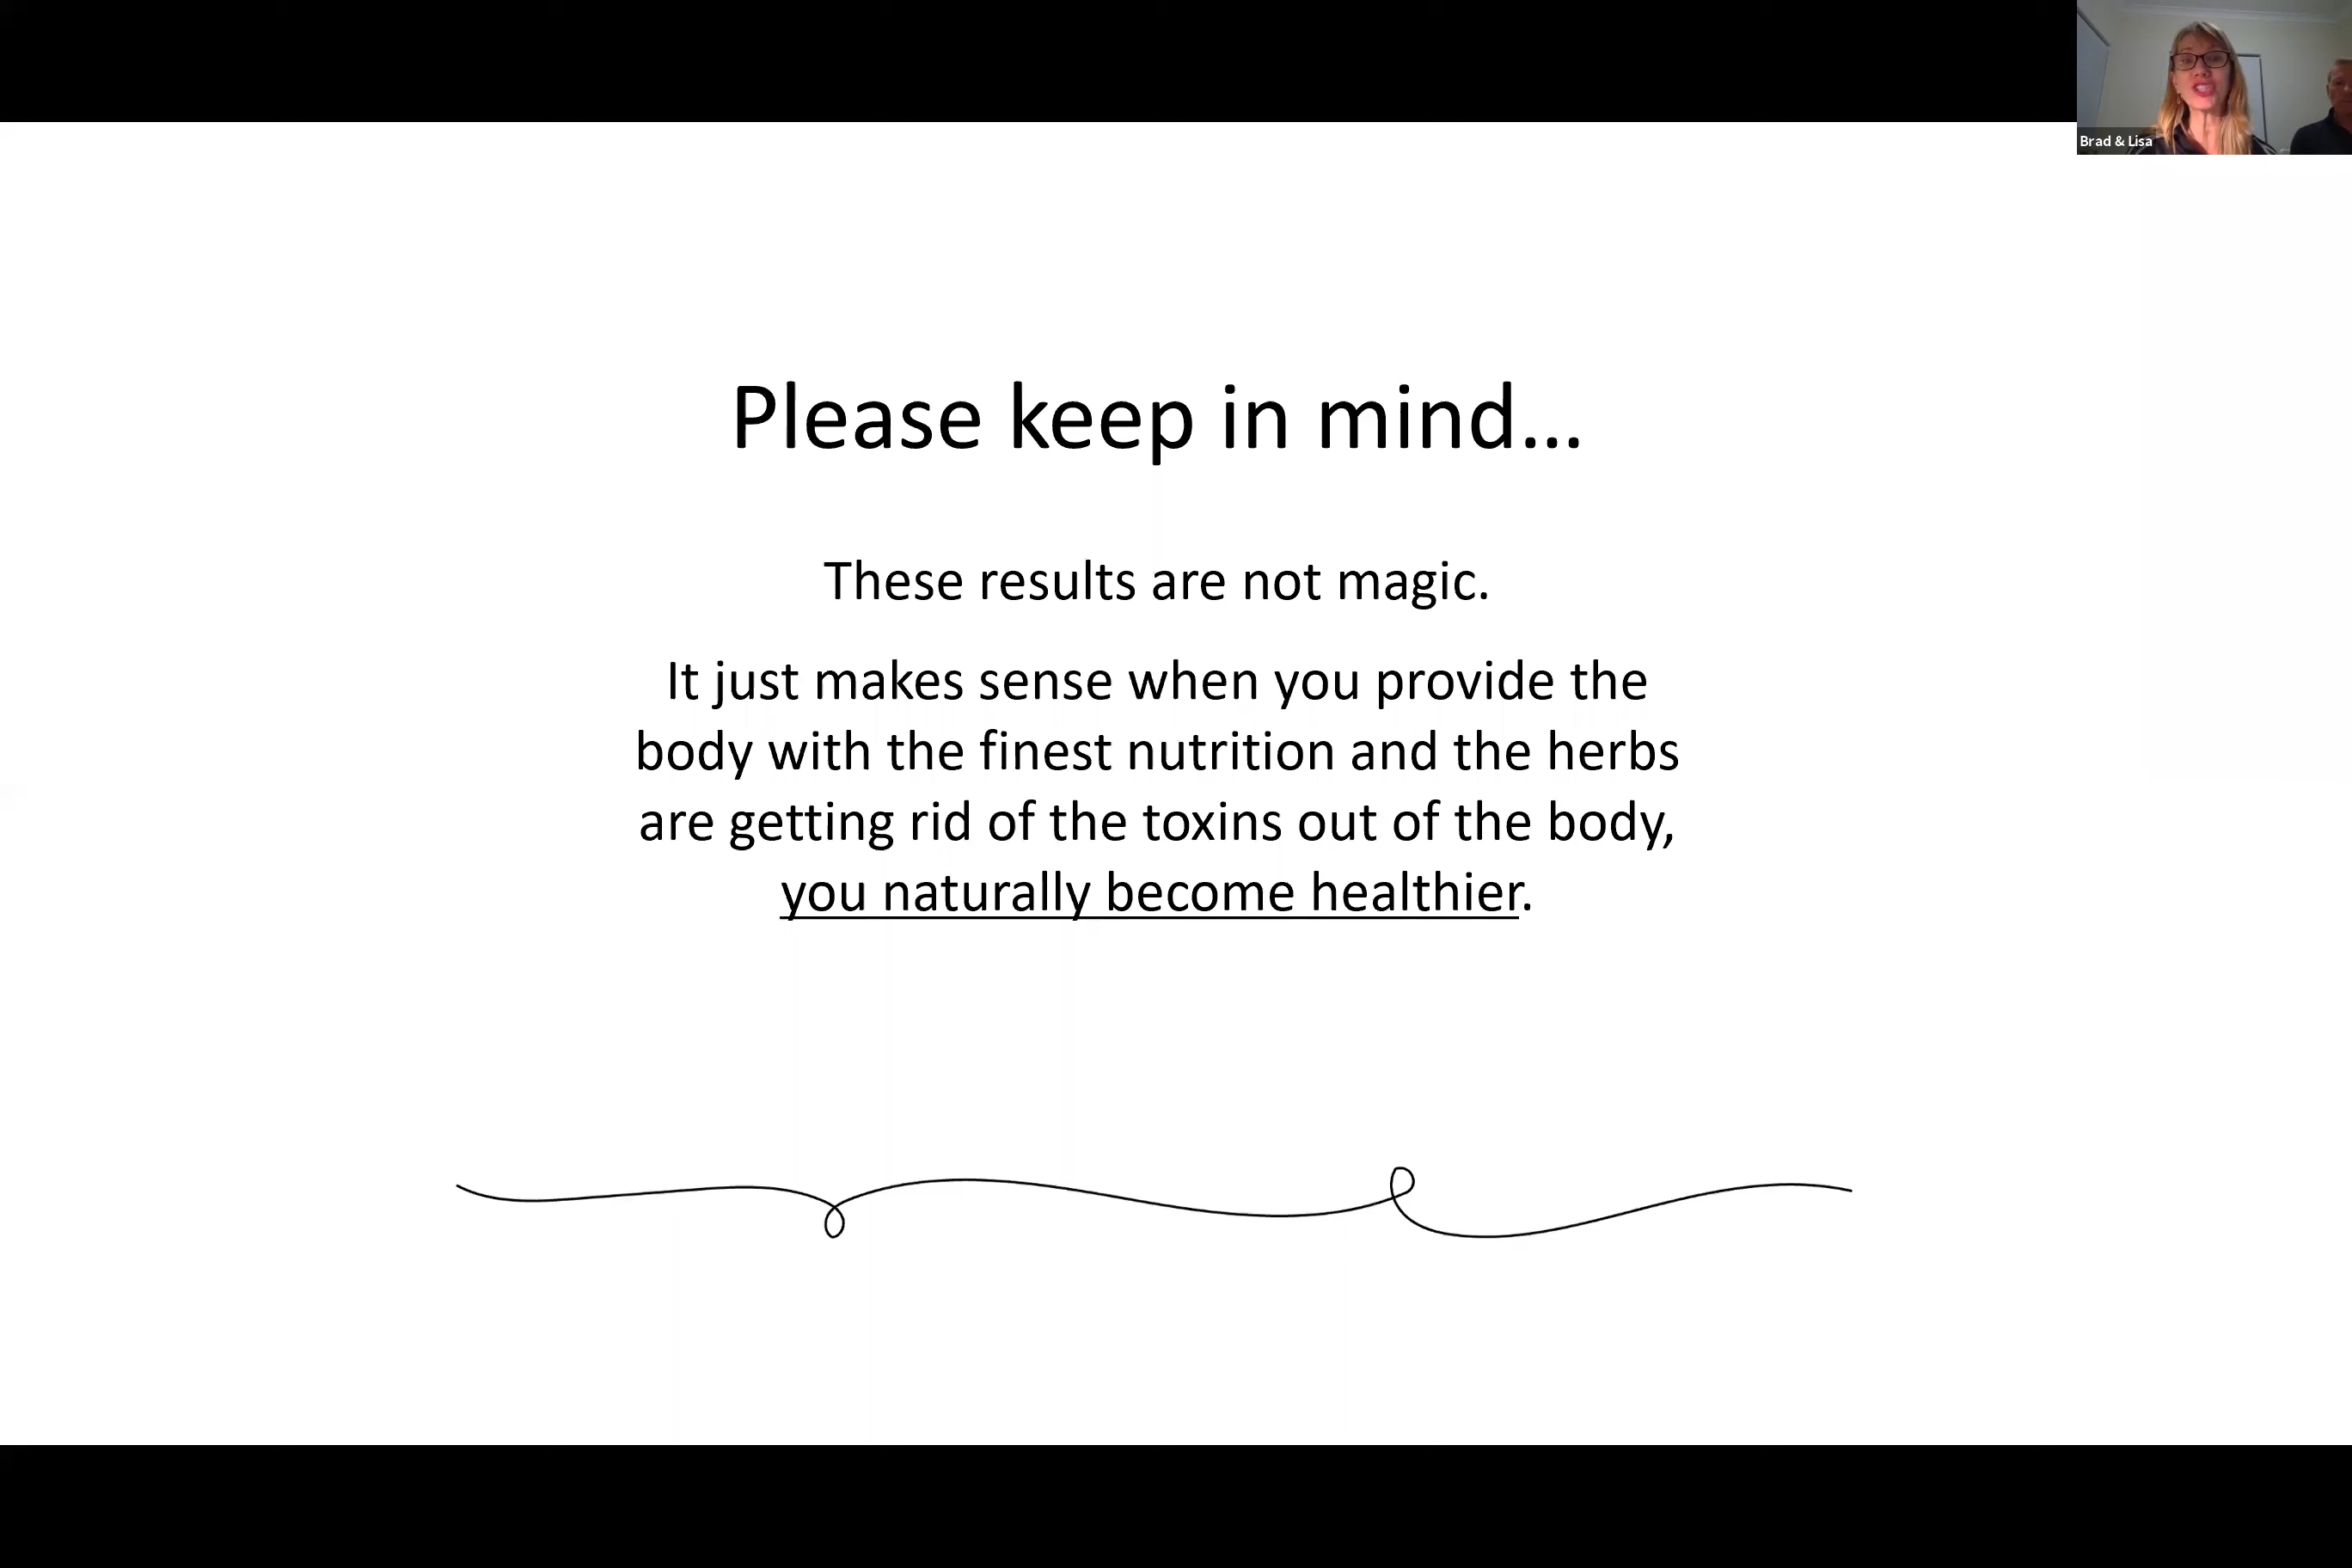 Brad & Lisa
Please keep in mind...
These results are not magic.
It just makes sense when you provide the
body with the finest nutrition and the herbs
are getting rid of the toxins out of the body,
you naturally become healthier.